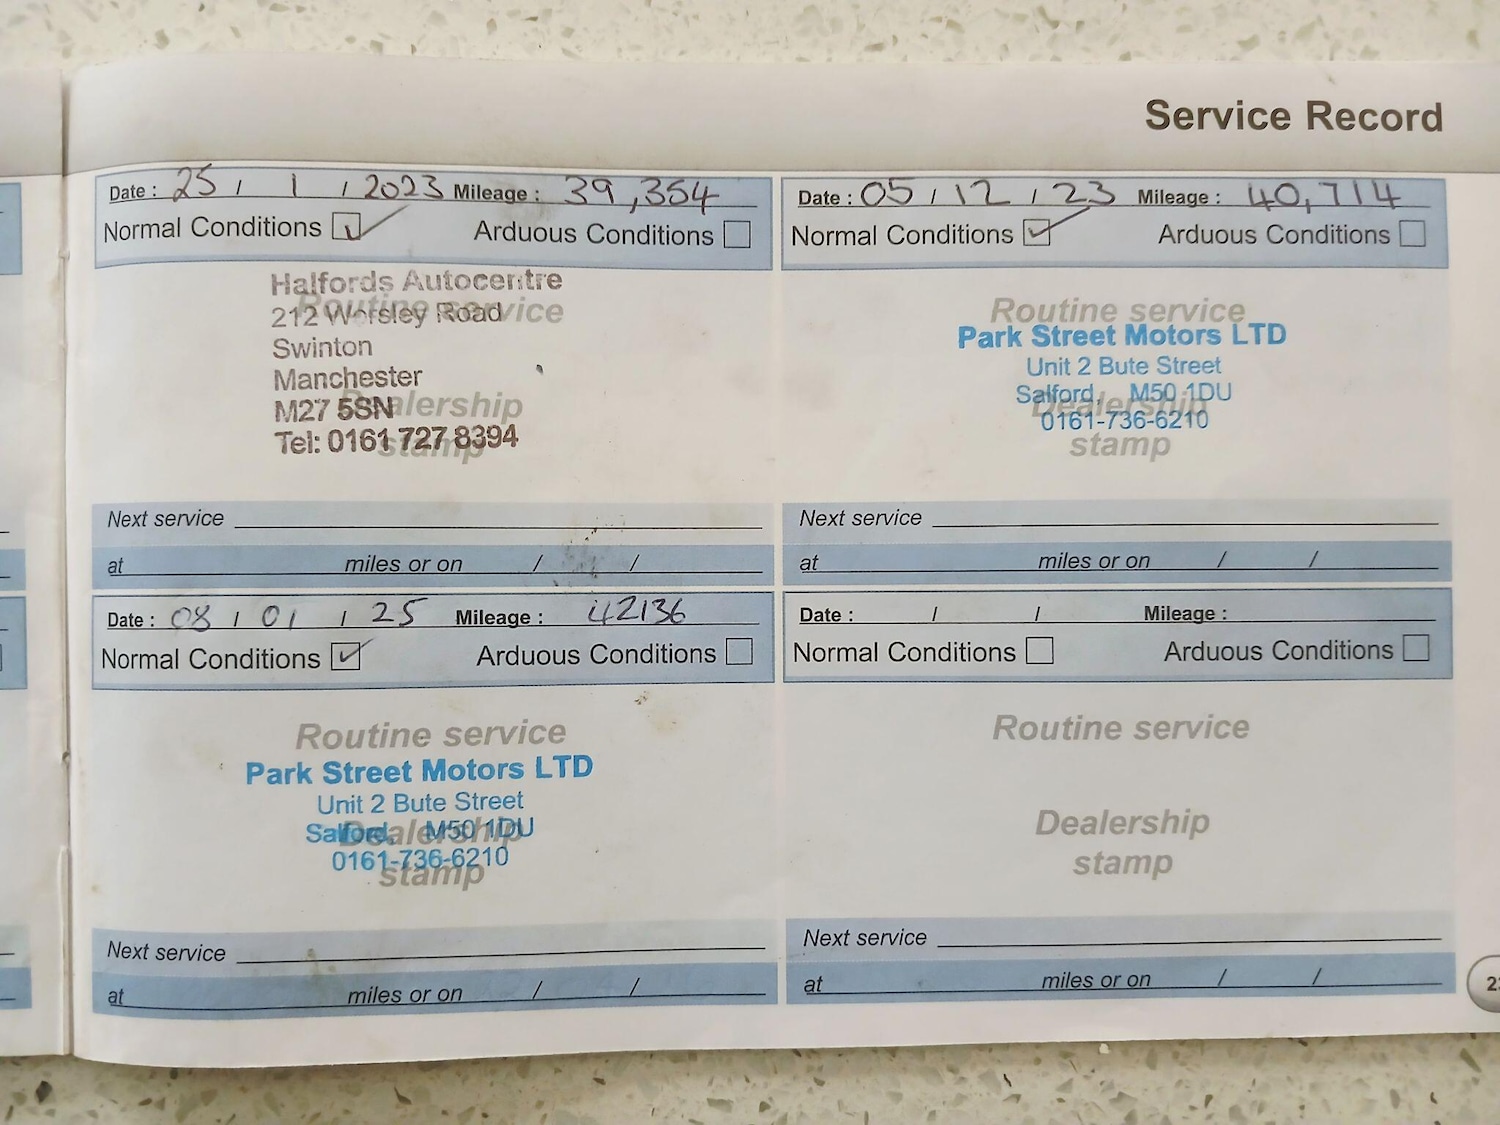 Service Record
Date : 25 / 1 / 2023 Mileage : 39,354
Normal Conditions Arduous Conditions
Halfords Autocentre
Routine service
212 Worsley Road
Swinton
Manchester
Dealership
M27 5SN
Tel: 0161 727 8394
stamp
Next service
at miles or on / /
Date : 05 / 12 / 23 Mileage : 40,714
Normal Conditions Arduous Conditions
Routine service
Park Street Motors LTD
Unit 2 Bute Street
Salford, M50 1DU
Dealership
0161-736-6210
stamp
Next service
at miles or on / /
Date : 08 / 01 / 25 Mileage : 42136
Normal Conditions Arduous Conditions
Routine service
Park Street Motors LTD
Unit 2 Bute Street
Salford, M50 1DU
Dealership
0161-736-6210
stamp
Next service
at miles or on / /
Date : / / Mileage :
Normal Conditions Arduous Conditions
Routine service
Dealership
stamp
Next service
at miles or on / /